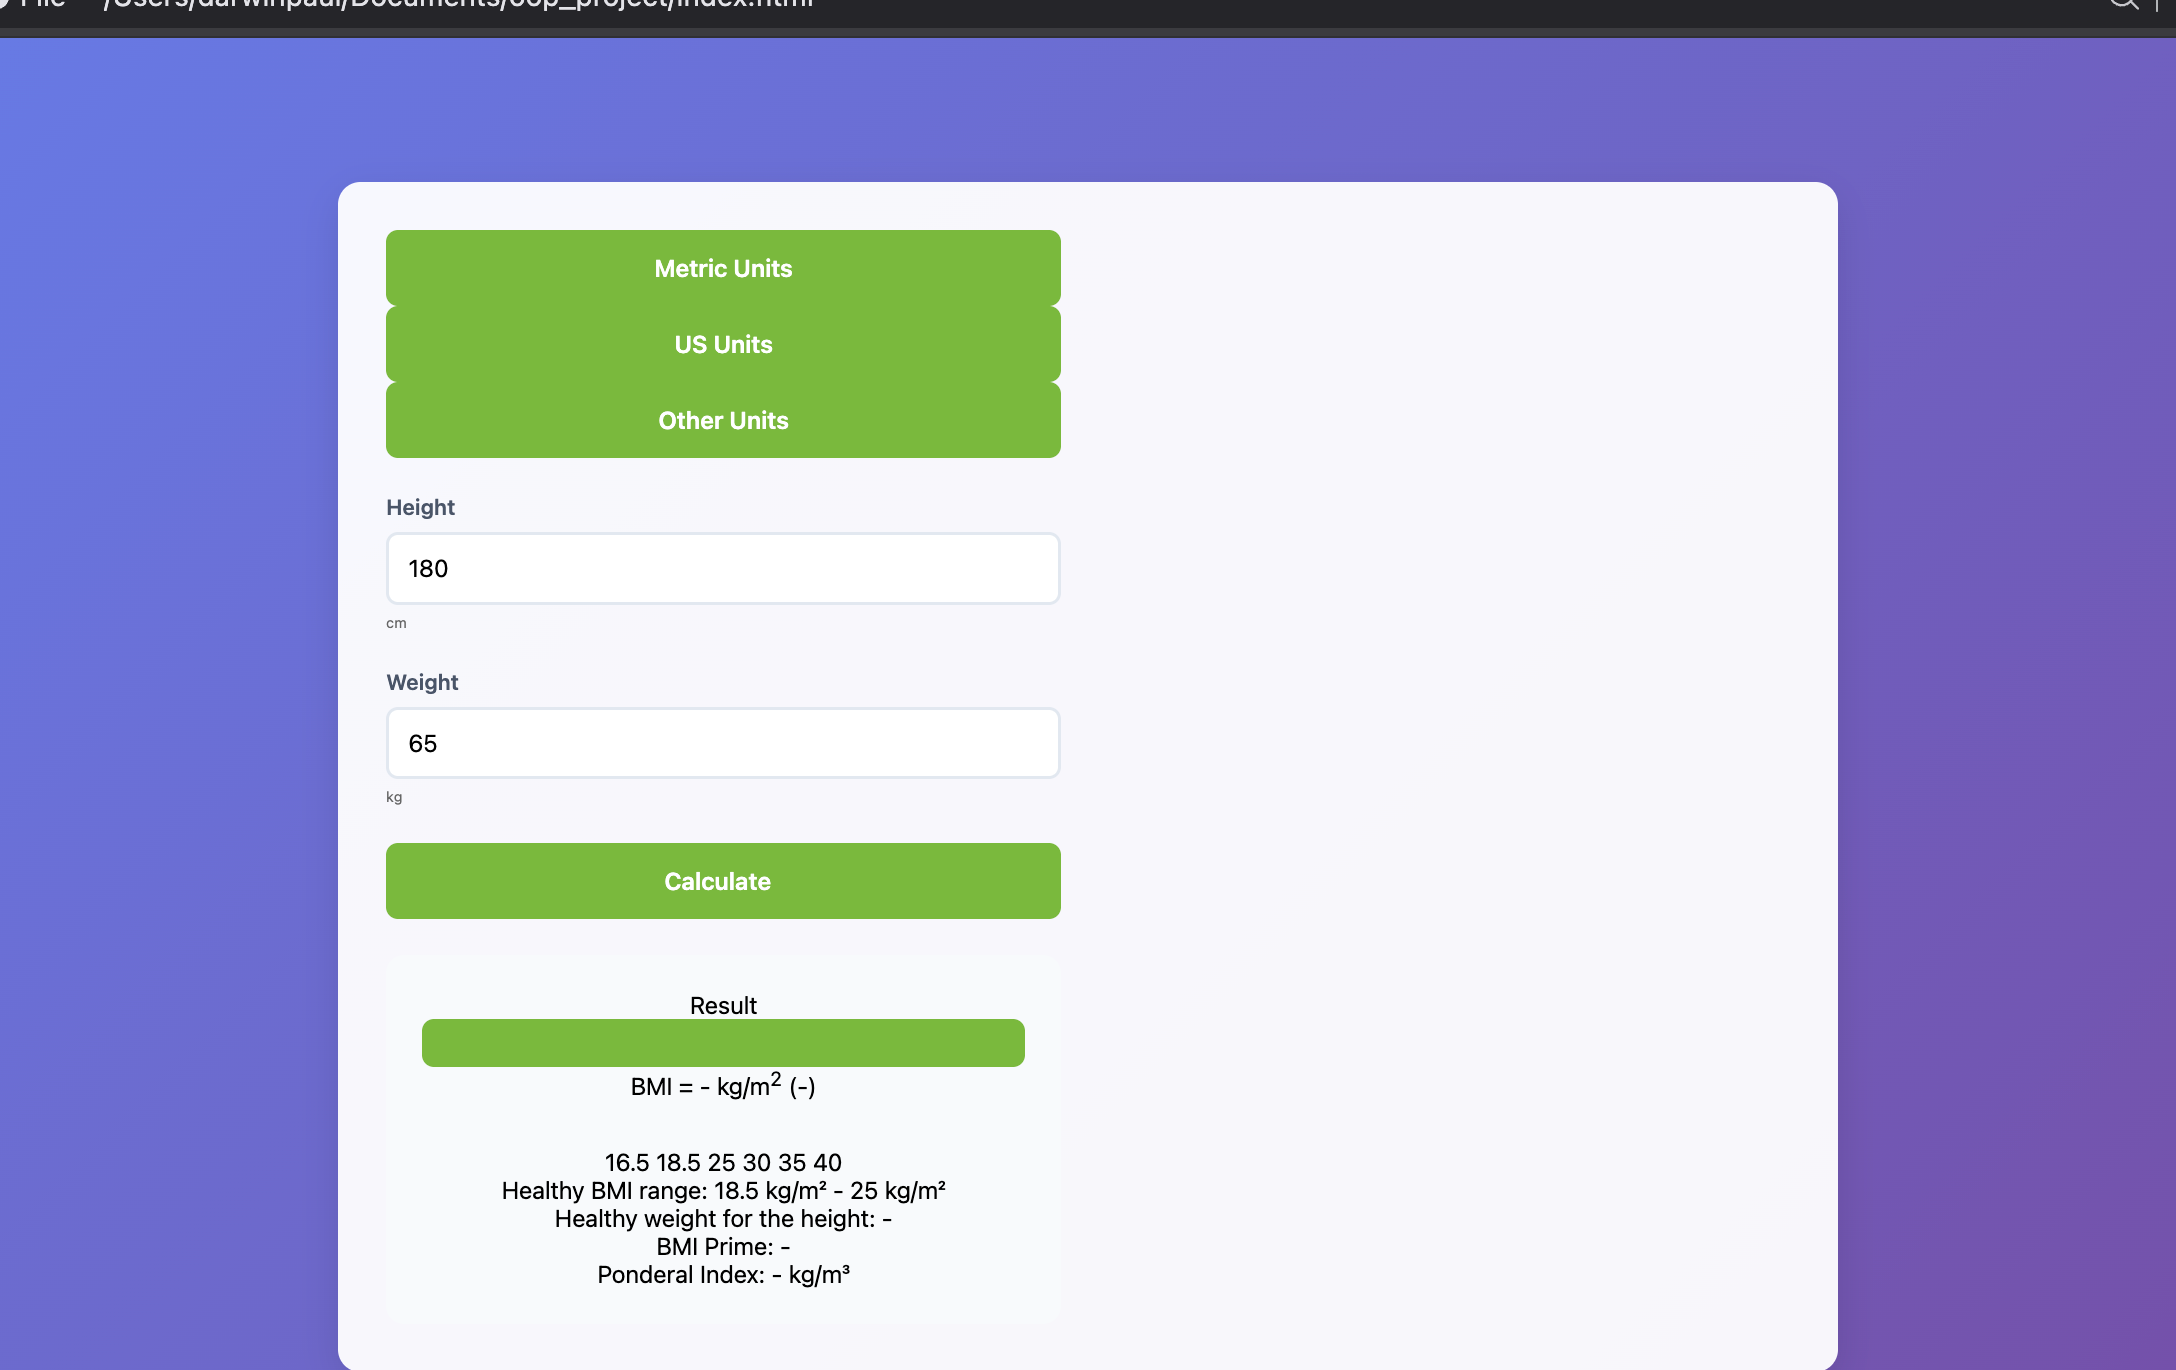 File /Users/darwinpaul/Documents/oop_project/index.html
Metric Units
US Units
Other Units
Height
180
cm
Weight
65
kg
Calculate
Result
BMI = - kg/m² (-)
16.5 18.5 25 30 35 40
Healthy BMI range: 18.5 kg/m² - 25 kg/m²
Healthy weight for the height: -
BMI Prime: -
Ponderal Index: - kg/m³